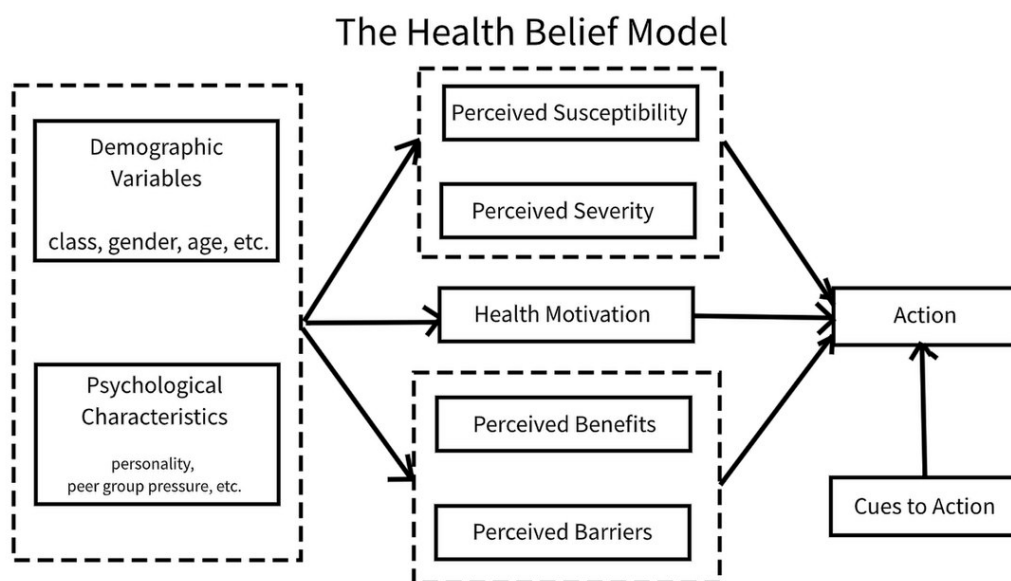 The Health Belief Model
Demographic
Variables
class, gender, age, etc.
Psychological
Characteristics
personality,
peer group pressure, etc.
Perceived Susceptibility
Perceived Severity
Health Motivation
Perceived Benefits
Perceived Barriers
Action
Cues to Action